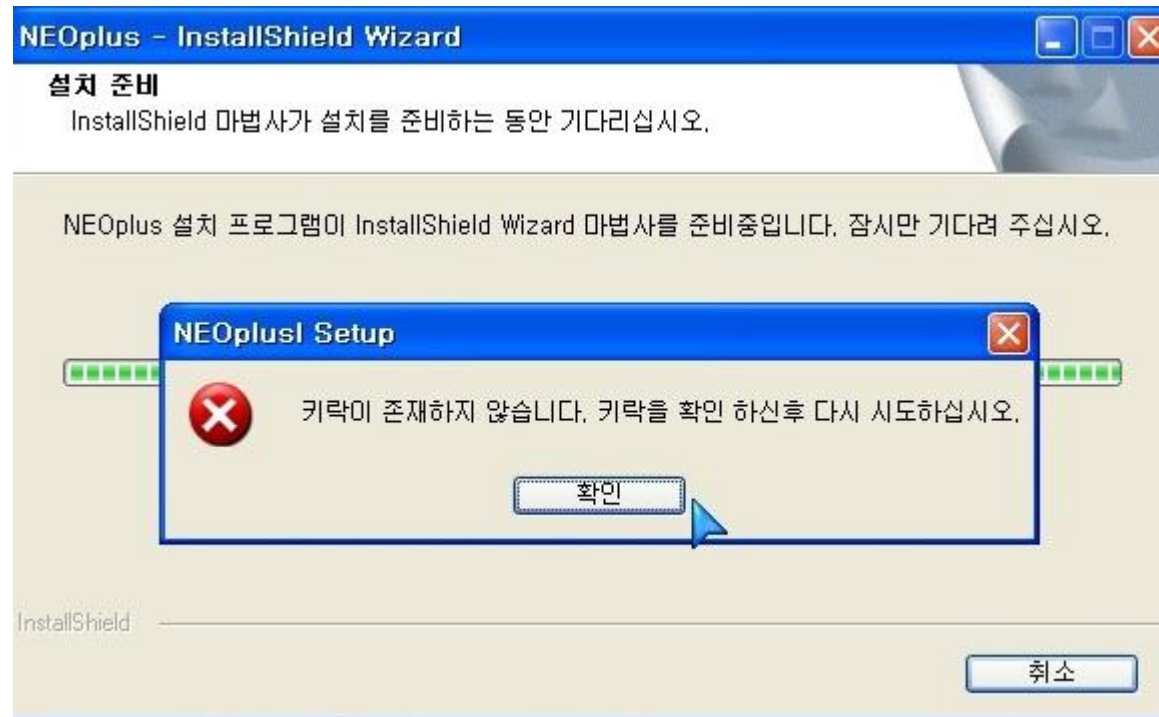 NEOplus - InstallShield Wizard
설치 준비
InstallShield 마법사가 설치를 준비하는 동안 기다리십시오.
NEOplus 설치 프로그램이 InstallShield Wizard 마법사를 준비중입니다. 잠시만 기다려 주십시오.
NEOplusI Setup
키락이 존재하지 않습니다. 키락을 확인 하신후 다시 시도하십시오.
확인
InstallShield
취소